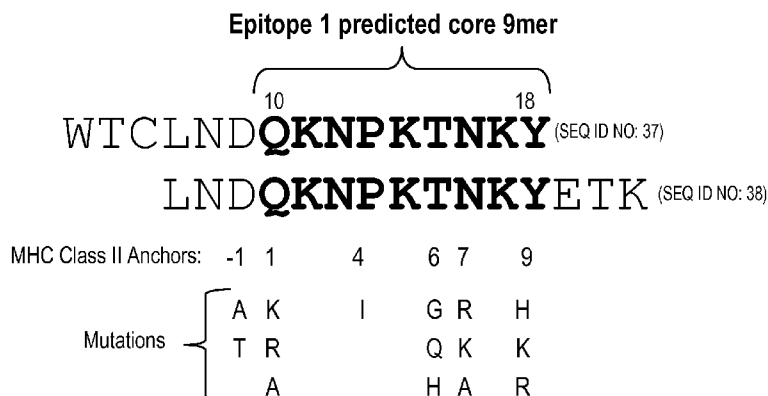 Epitope 1 predicted core 9mer
10 18
WTCLNDQKNPKTNKY (SEQ ID NO: 37)
LNDQKNPKTNKYETK (SEQ ID NO: 38)
MHC Class II Anchors: -1 1 4 6 7 9
A K I G R H
Mutations T R Q K K
A H A R